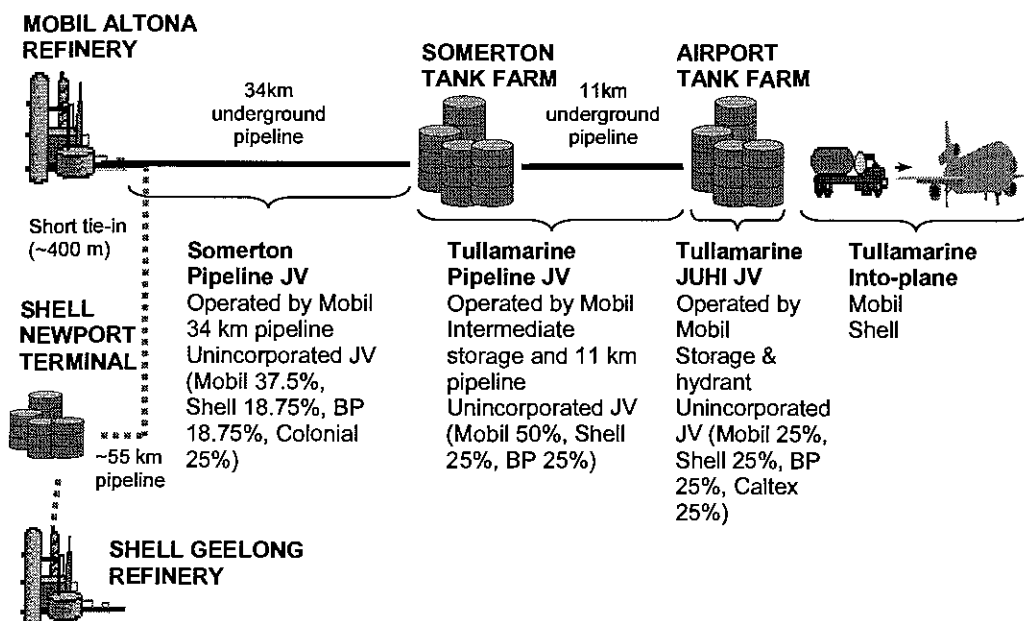 MOBIL ALTONA
REFINERY
34km
underground
pipeline
SOMERTON
TANK FARM
11km
underground
pipeline
AIRPORT
TANK FARM
Short tie-in
(~400 m)
SHELL
NEWPORT
TERMINAL
~55 km
pipeline
SHELL GEELONG
REFINERY
Somerton
Pipeline JV
Operated by Mobil
34 km pipeline
Unincorporated JV
(Mobil 37.5%,
Shell 18.75%, BP
18.75%, Colonial
25%)
Tullamarine
Pipeline JV
Operated by Mobil
Intermediate
storage and 11 km
pipeline
Unincorporated JV
(Mobil 50%, Shell
25%, BP 25%)
Tullamarine
JUHI JV
Operated by
Mobil
Storage &
hydrant
Unincorporated
JV (Mobil 25%,
Shell 25%, BP
25%, Caltex
25%)
Tullamarine
Into-plane
Mobil
Shell